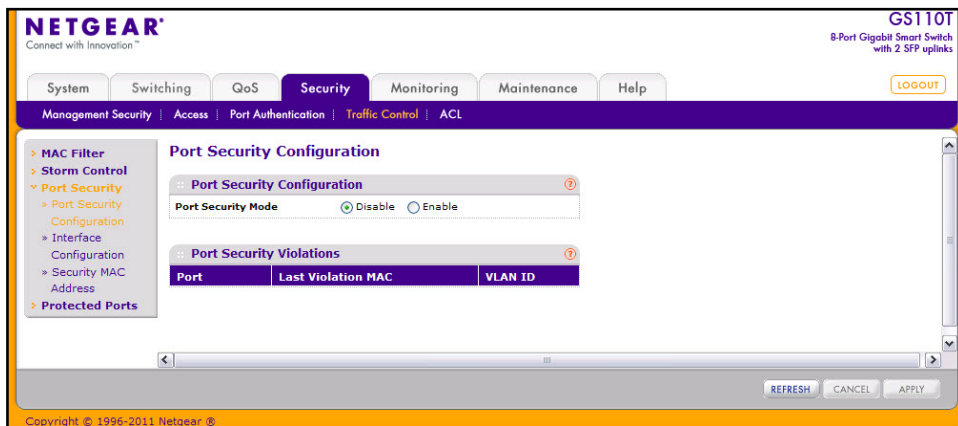 NETGEAR®
Connect with Innovation™
GS110T
8-Port Gigabit Smart Switch
with 2 SFP uplinks
System Switching QoS Security Monitoring Maintenance Help
LOGOUT
Management Security | Access | Port Authentication | Traffic Control | ACL
MAC Filter
Storm Control
Port Security
» Port Security
Configuration
» Interface
Configuration
» Security MAC
Address
Protected Ports
Port Security Configuration
Port Security Configuration ?
Port Security Mode Disable Enable
Port Security Violations ?
Port Last Violation MAC VLAN ID
REFRESH CANCEL APPLY
Copyright © 1996-2011 Netgear ®